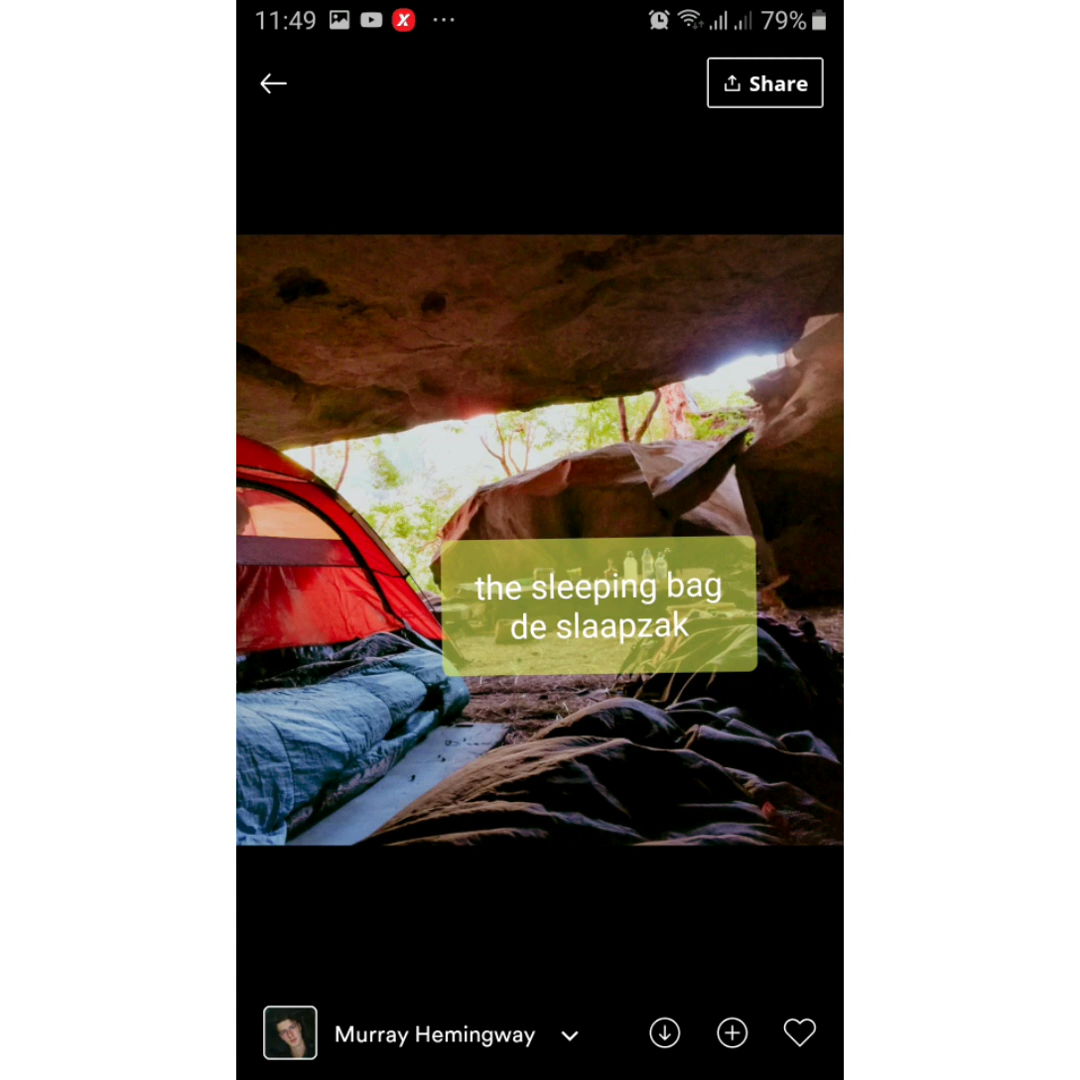 11:49
79%
Share
the sleeping bag
de slaapzak
Murray Hemingway